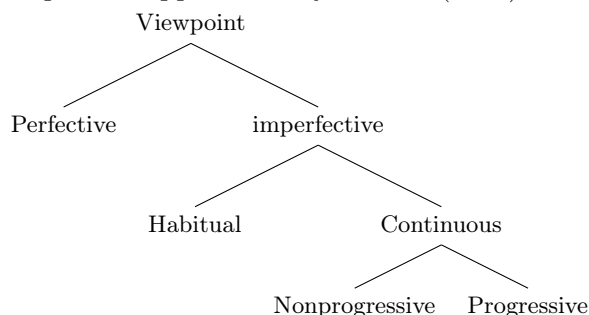 Viewpoint
Perfective imperfective
Habitual Continuous
Nonprogressive Progressive